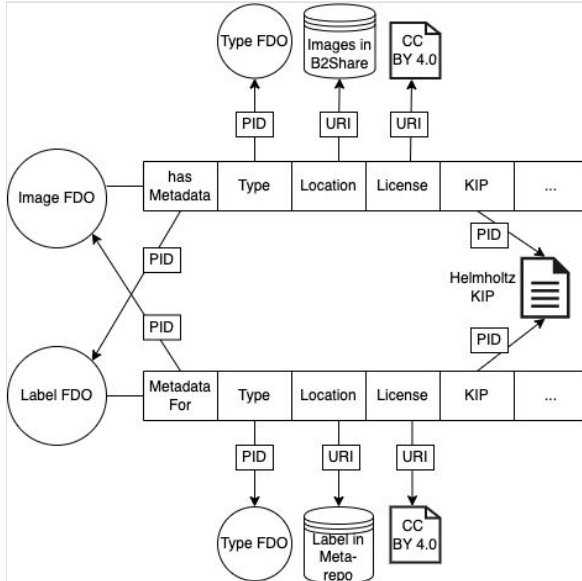 Type FDO
Images in
B2Share
CC
BY 4.0
PID
URI
URI
Image FDO
has
Metadata
Type
Location
License
KIP
...
PID
PID
Helmholtz
KIP
PID
PID
Label FDO
Metadata
For
Type
Location
License
KIP
...
PID
URI
URI
Type FDO
Label in
Meta-
repo
CC
BY 4.0